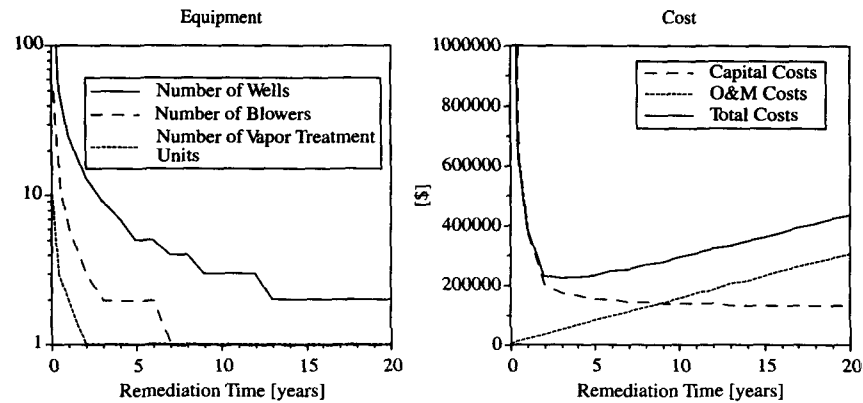 Equipment
100
10
1
Number of Wells
Number of Blowers
Number of Vapor Treatment
Units
0
5
10
15
20
Remediation Time [years]
Cost
[$]
1000000
800000
600000
400000
200000
0
Capital Costs
O&M Costs
Total Costs
0
5
10
15
20
Remediation Time [years]